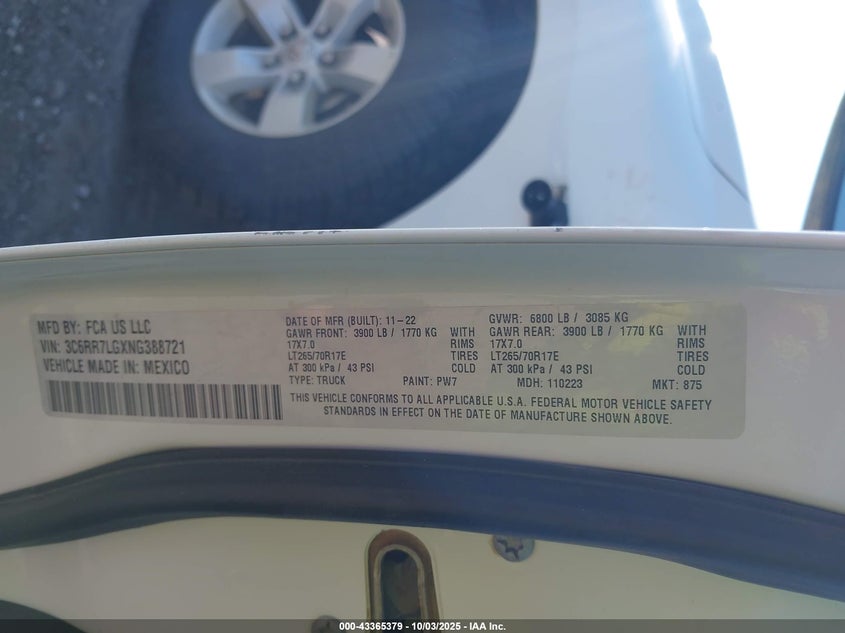 MFD BY: FCA US LLC
VIN: 3C6RR7LGXNG388721
VEHICLE MADE IN: MEXICO
DATE OF MFR (BUILT): 11-22
GAWR FRONT: 3900 LB / 1770 KG WITH
17X7.0 RIMS
LT265/70R17E TIRES
AT 300 kPa / 43 PSI COLD
GVWR: 6800 LB / 3085 KG
GAWR REAR: 3900 LB / 1770 KG WITH
17X7.0 RIMS
LT265/70R17E TIRES
AT 300 kPa / 43 PSI COLD
TYPE: TRUCK PAINT: PW7 MDH: 110223 MKT: 875
THIS VEHICLE CONFORMS TO ALL APPLICABLE U.S.A. FEDERAL MOTOR VEHICLE SAFETY
STANDARDS IN EFFECT ON THE DATE OF MANUFACTURE SHOWN ABOVE.
000-43365379 | 10/03/2025 - IAA Inc.